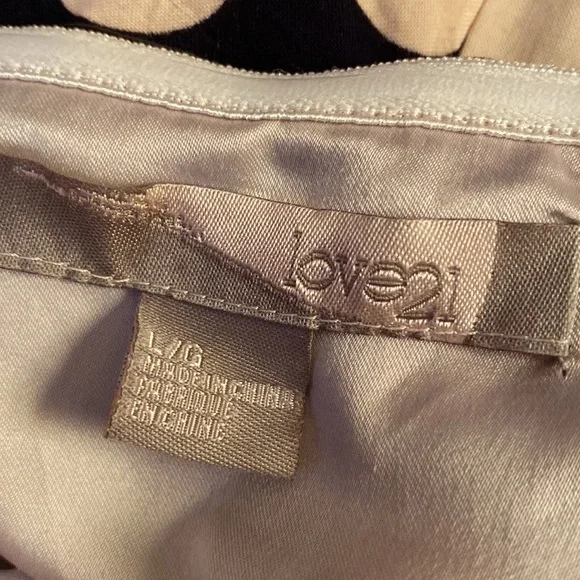 love21
L/G
MADE IN CHINA
FABRIQUE
EN CHINE